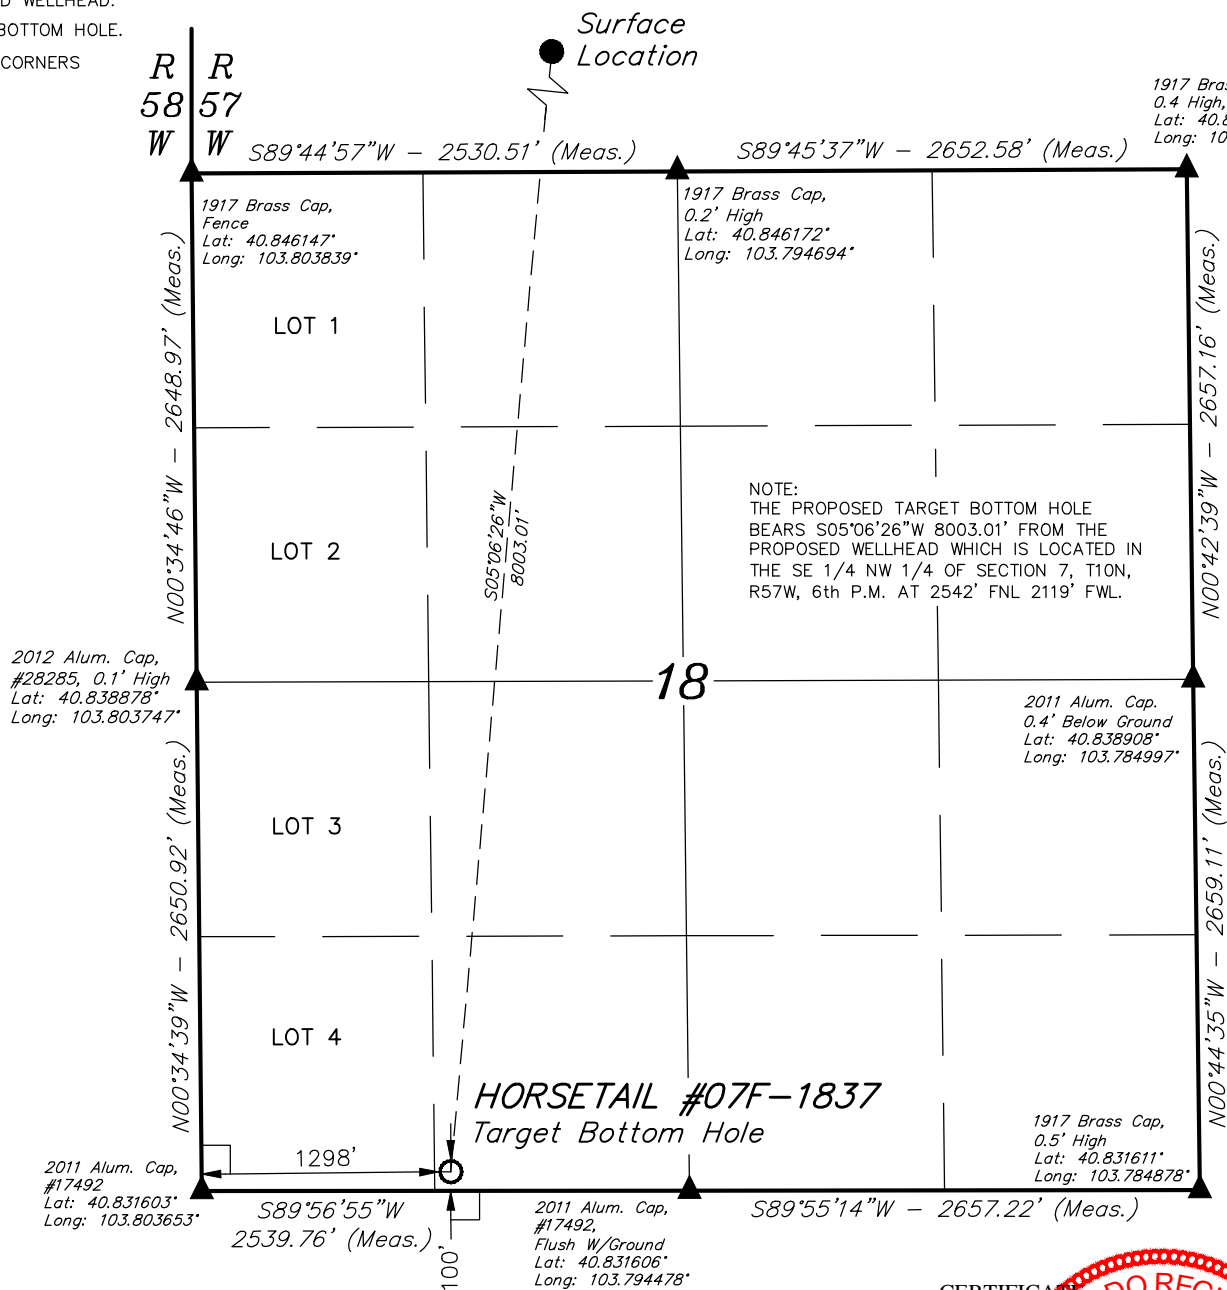 WELLHEAD.
BOTTOM HOLE.
CORNERS
Surface
Location
R R
58 57
W W
S89°44'57"W - 2530.51' (Meas.)
S89°45'37"W - 2652.58' (Meas.)
1917
0.4 High,
Lat:
Long:
1917 Brass Cap,
Fence
Lat: 40.846147°
Long: 103.803839°
1917 Brass Cap,
0.2' High
Lat: 40.846172°
Long: 103.794694°
N00°34'46"W - 2648.97' (Meas.)
N00°42'39"W - 2657.16' (Meas.)
LOT 1
LOT 2
S05°06'26"W
8003.01'
NOTE:
THE PROPOSED TARGET BOTTOM HOLE
BEARS S05°06'26"W 8003.01' FROM THE
PROPOSED WELLHEAD WHICH IS LOCATED IN
THE SE 1/4 NW 1/4 OF SECTION 7, T10N,
R57W, 6th P.M. AT 2542' FNL 2119' FWL.
2012 Alum. Cap,
#28285, 0.1' High
Lat: 40.838878°
Long: 103.803747°
18
2011 Alum. Cap.
0.4' Below Ground
Lat: 40.838908°
Long: 103.784997°
N00°34'39"W - 2650.92' (Meas.)
N00°44'35"W - 2659.11' (Meas.)
LOT 3
LOT 4
HORSETAIL #07F-1837
Target Bottom Hole
1298'
1917 Brass Cap,
0.5' High
Lat: 40.831611°
Long: 103.784878°
2011 Alum. Cap,
#17492
Lat: 40.831603°
Long: 103.803653°
S89°56'55"W
2539.76' (Meas.)
100'
2011 Alum. Cap,
#17492,
Flush W/Ground
Lat: 40.831606°
Long: 103.794478°
S89°55'14"W - 2657.22' (Meas.)